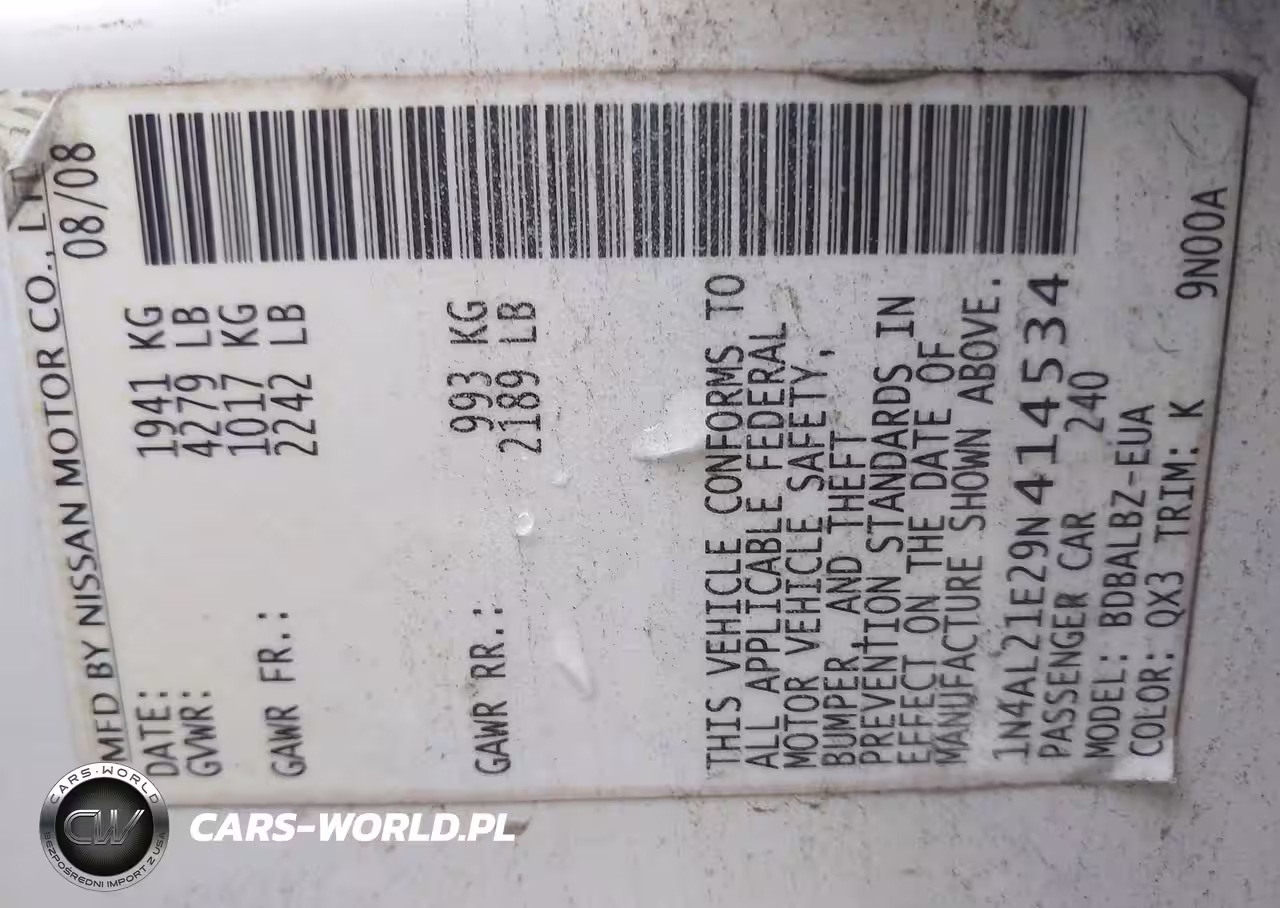 MFD BY NISSAN MOTOR CO., LTD
DATE: 08/08
GVWR: 1941 KG
4279 LB
GAWR FR.: 1017 KG
2242 LB
GAWR RR.: 993 KG
2189 LB
THIS VEHICLE CONFORMS TO
ALL APPLICABLE FEDERAL
MOTOR VEHICLE SAFETY,
BUMPER, AND THEFT
PREVENTION STANDARDS IN
EFFECT ON THE DATE OF
MANUFACTURE SHOWN ABOVE.
1N4AL21E29N414534
PASSENGER CAR 240
MODEL: BDBALBZ-EUA
COLOR: QX3 TRIM: K
9N00A
CARS-WORLD
CW
BEZPOŚREDNI IMPORT Z USA
CARS-WORLD.PL